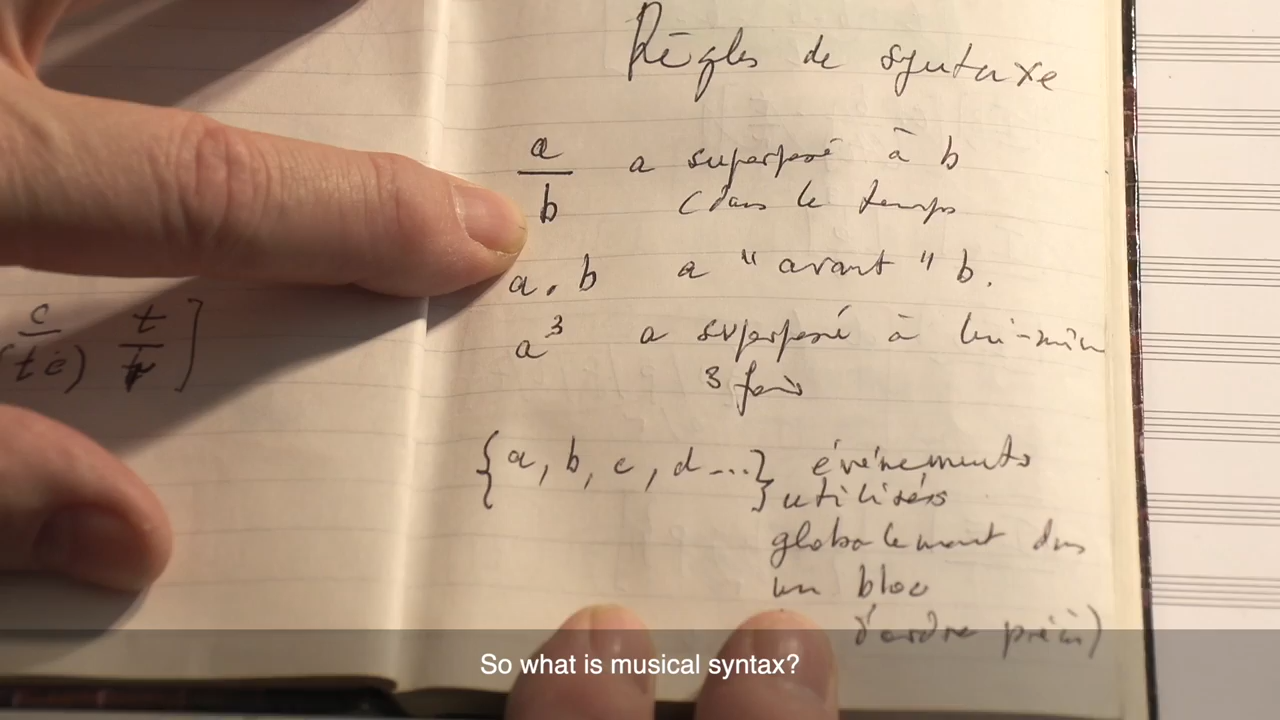 Règles de syntaxe
a
b
a superposé à b
(dans le temps
a . b a "avant" b.
a³ a superposé à lui-même
3 fois
{a, b, c, d ...} événements
utilisés
globalement dans
un bloc
d'ordre précis)
c t ]
(té)
So what is musical syntax?